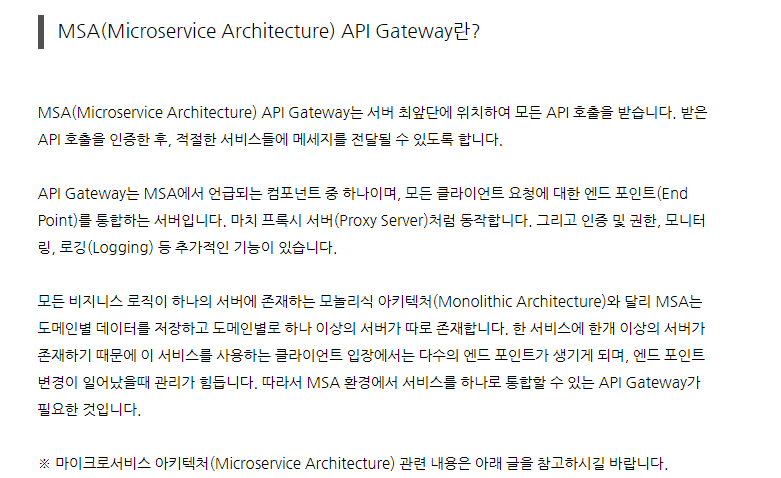 MSA(Microservice Architecture) API Gateway란?
MSA(Microservice Architecture) API Gateway는 서버 최앞단에 위치하여 모든 API 호출을 받습니다. 받은
API 호출을 인증한 후, 적절한 서비스들에 메세지를 전달될 수 있도록 합니다.
API Gateway는 MSA에서 언급되는 컴포넌트 중 하나이며, 모든 클라이언트 요청에 대한 엔드 포인트(End
Point)를 통합하는 서버입니다. 마치 프록시 서버(Proxy Server)처럼 동작합니다. 그리고 인증 및 권한, 모니터
링, 로깅(Logging) 등 추가적인 기능이 있습니다.
모든 비지니스 로직이 하나의 서버에 존재하는 모놀리식 아키텍처(Monolithic Architecture)와 달리 MSA는
도메인별 데이터를 저장하고 도메인별로 하나 이상의 서버가 따로 존재합니다. 한 서비스에 한개 이상의 서버가
존재하기 때문에 이 서비스를 사용하는 클라이언트 입장에서는 다수의 엔드 포인트가 생기게 되며, 엔드 포인트
변경이 일어났을때 관리가 힘듭니다. 따라서 MSA 환경에서 서비스를 하나로 통합할 수 있는 API Gateway가
필요한 것입니다.
※ 마이크로서비스 아키텍처(Microservice Architecture) 관련 내용은 아래 글을 참고하시길 바랍니다.